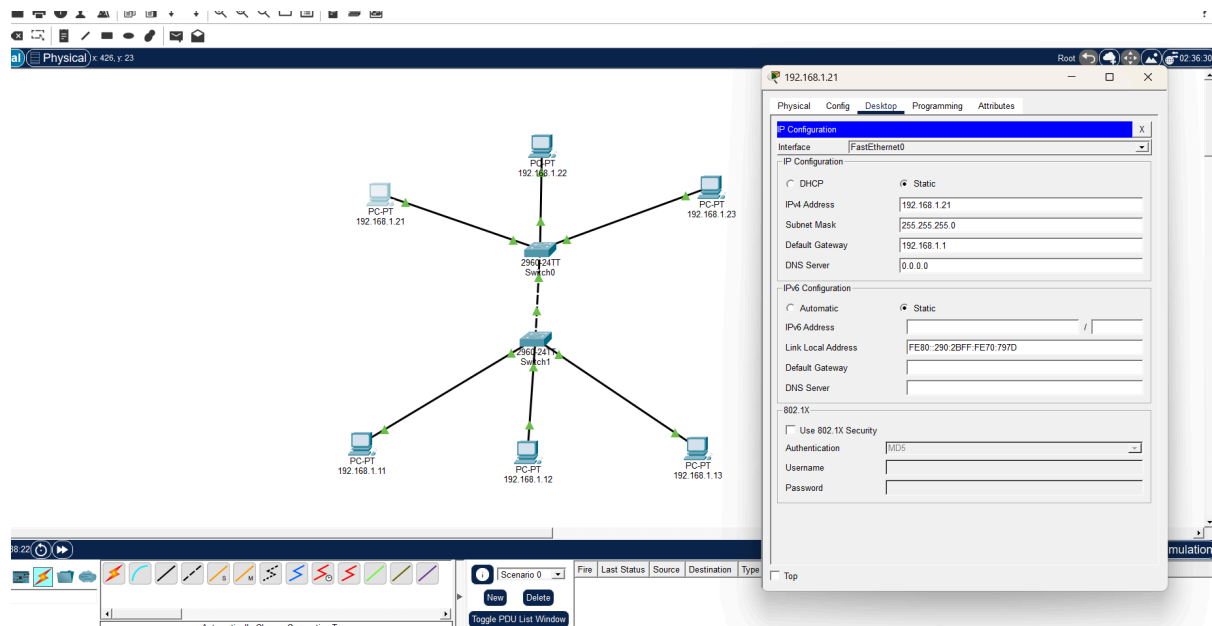 al) Physical x: 426, y: 23
Root 02:36:30
192.168.1.21
Physical Config Desktop Programming Attributes
IP Configuration X
Interface FastEthernet0
IP Configuration
DHCP Static
IPv4 Address 192.168.1.21
Subnet Mask 255.255.255.0
Default Gateway 192.168.1.1
DNS Server 0.0.0.0
IPv6 Configuration
Automatic Static
IPv6 Address /
Link Local Address FE80::290:2BFF:FE70:797D
Default Gateway
DNS Server
802.1X
Use 802.1X Security
Authentication MD5
Username
Password
Top
PC-PT
192.168.1.22
PC-PT
192.168.1.21
PC-PT
192.168.1.23
2960-24TT
Switch0
2960-24TT
Switch1
PC-PT
192.168.1.11
PC-PT
192.168.1.12
PC-PT
192.168.1.13
38:22
mulation
S M
Scenario 0
New Delete
Toggle PDU List Window
Fire Last Status Source Destination Type